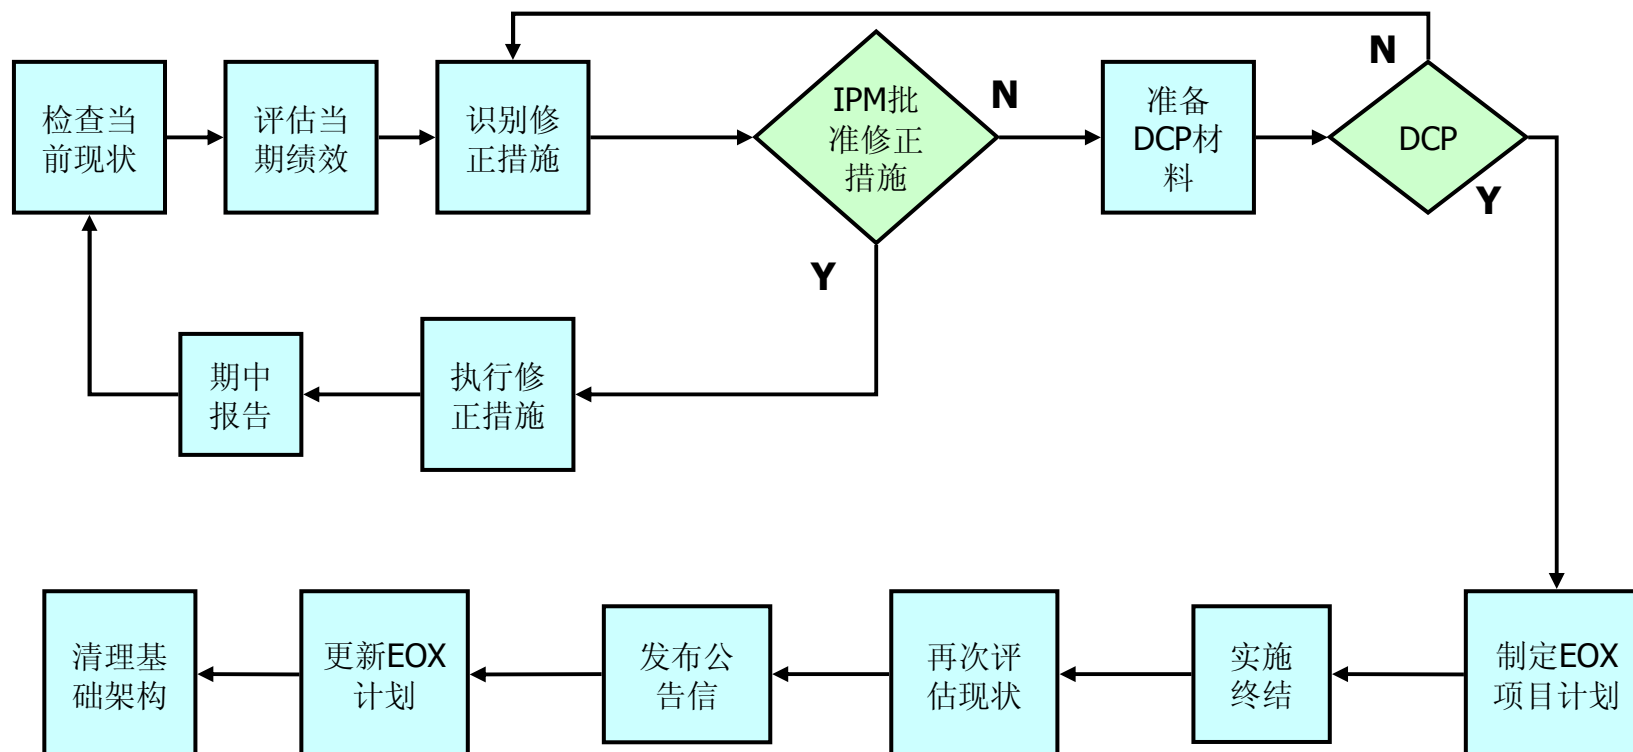 检查当
前现状
评估当
期绩效
识别修
正措施
IPM批
准修正
措施
N
准备
DCP材
料
DCP
N
Y
Y
期中
报告
执行修
正措施
清理基
础架构
更新EOX
计划
发布公
告信
再次评
估现状
实施
终结
制定EOX
项目计划